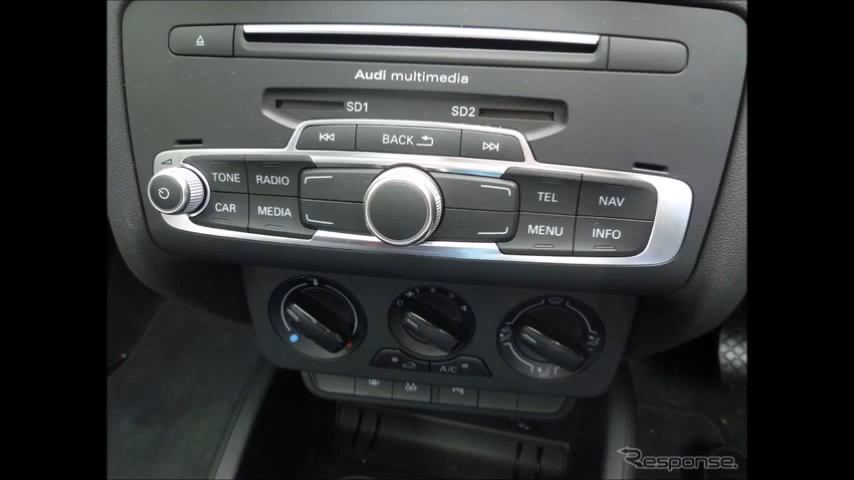 Audi multimedia
SD1 SD2
BACK
TONE RADIO TEL NAV
CAR MEDIA MENU INFO
A/C
Response.